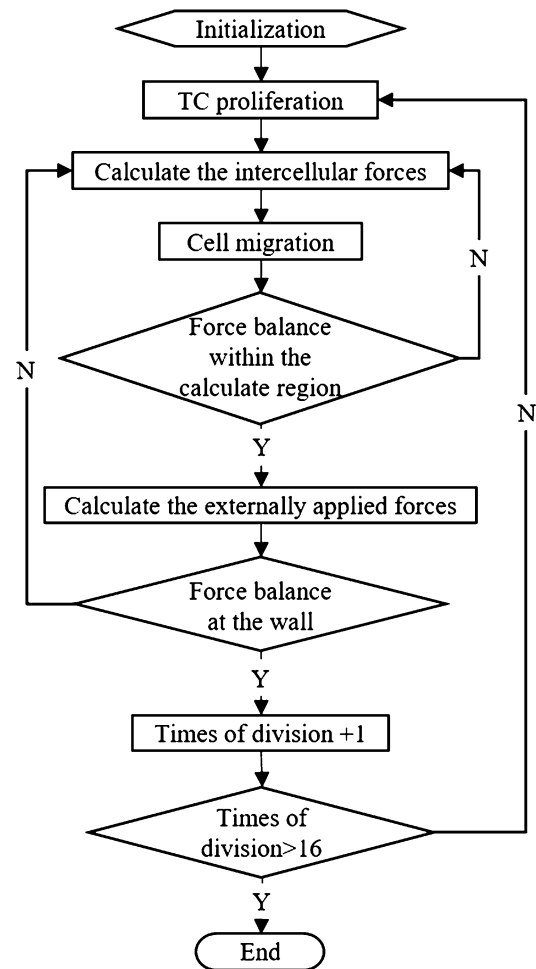 Initialization
TC proliferation
Calculate the intercellular forces
Cell migration
N
Force balance
within the
calculate region
N
Y
N
Calculate the externally applied forces
Force balance
at the wall
Y
Times of division +1
Times of
division>16
Y
End